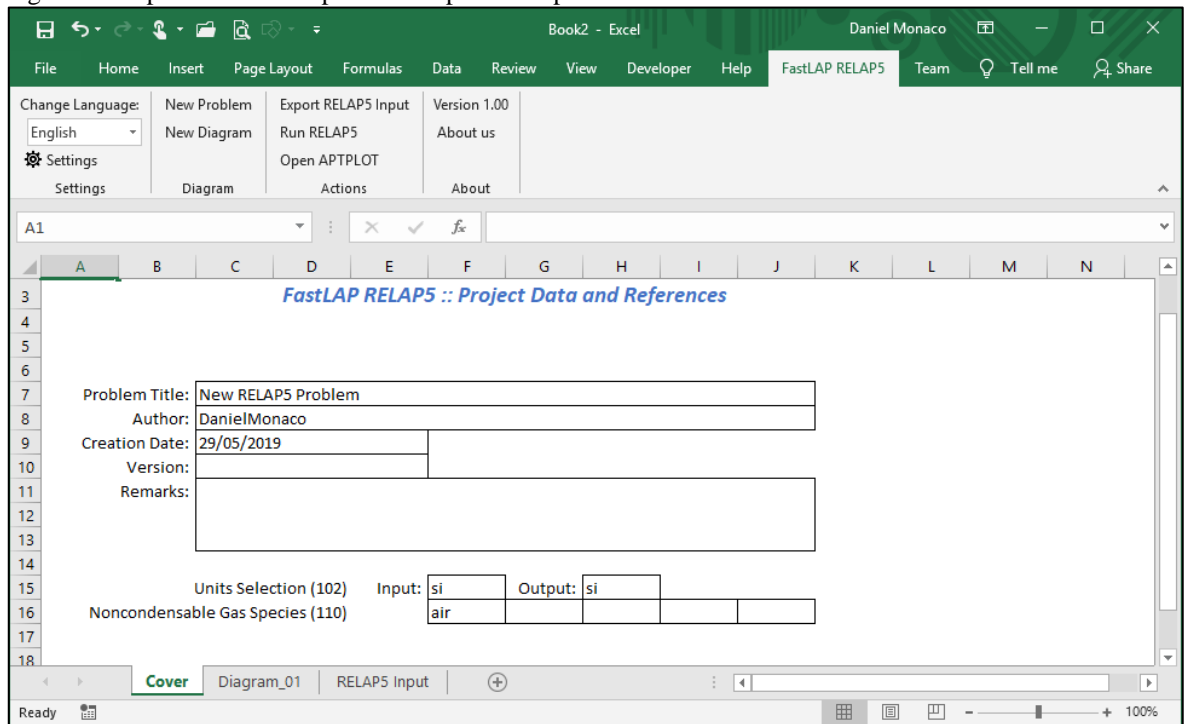 Book2 - Excel
Daniel Monaco
File Home Insert Page Layout Formulas Data Review View Developer Help FastLAP RELAP5 Team Tell me Share
Change Language: New Problem Export RELAP5 Input Version 1.00
English New Diagram Run RELAP5 About us
Settings Open APTPLOT
Settings Diagram Actions About
A1 fx
A B C D E F G H I J K L M N
3 FastLAP RELAP5 :: Project Data and References
4
5
6
7 Problem Title: New RELAP5 Problem
8 Author: DanielMonaco
9 Creation Date: 29/05/2019
10 Version:
11 Remarks:
12
13
14
15 Units Selection (102) Input: si Output: si
16 Noncondensable Gas Species (110) air
17
18
Cover Diagram_01 RELAP5 Input
Ready 100%